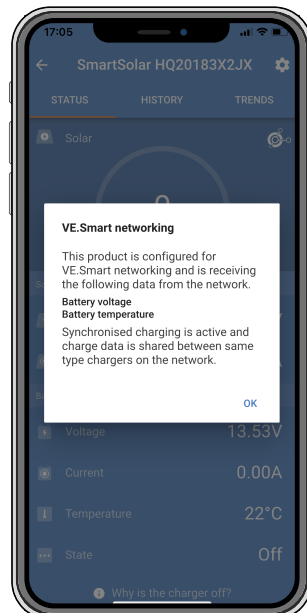 17:05
SmartSolar HQ20183X2JX
STATUS HISTORY TRENDS
Solar
VE.Smart networking
This product is configured for
VE.Smart networking and is receiving
the following data from the network.
Battery voltage
Battery temperature
Synchronised charging is active and
charge data is shared between same
type chargers on the network.
OK
Voltage 13.53V
Current 0.00A
Temperature 22°C
State Off
Why is the charger off?